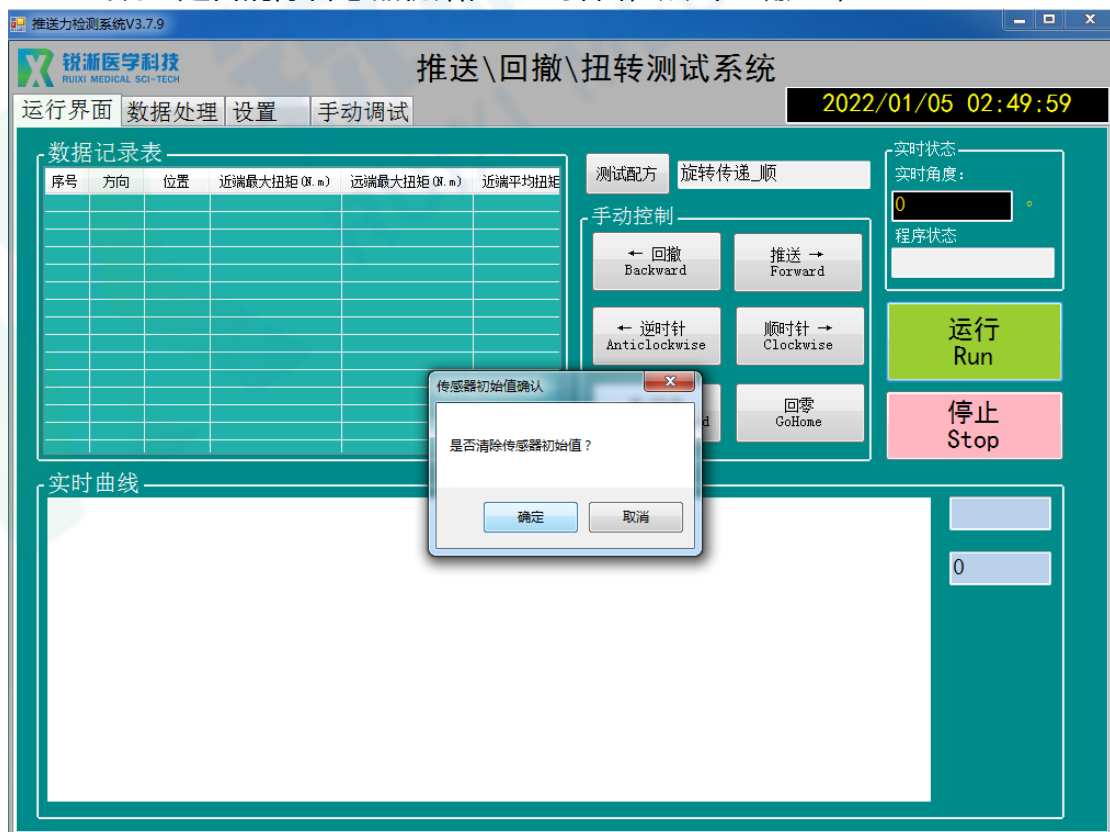 推送力检测系统V3.7.9
锐浙医学科技
RUIXI MEDICAL SCI-TECH
推送\回撤\扭转测试系统
运行界面 数据处理 设置 手动调试
2022/01/05 02:49:59
数据记录表
序号 方向 位置 近端最大扭矩(N.m) 远端最大扭矩(N.m) 近端平均扭矩
测试配方 旋转传递_顺
手动控制
← 回撤
Backward
推送 →
Forward
← 逆时针
Anticlockwise
顺时针 →
Clockwise
d
回零
GoHome
实时状态
实时角度:
0 °
程序状态
运行
Run
停止
Stop
传感器初始值确认
是否清除传感器初始值？
确定 取消
实时曲线
0